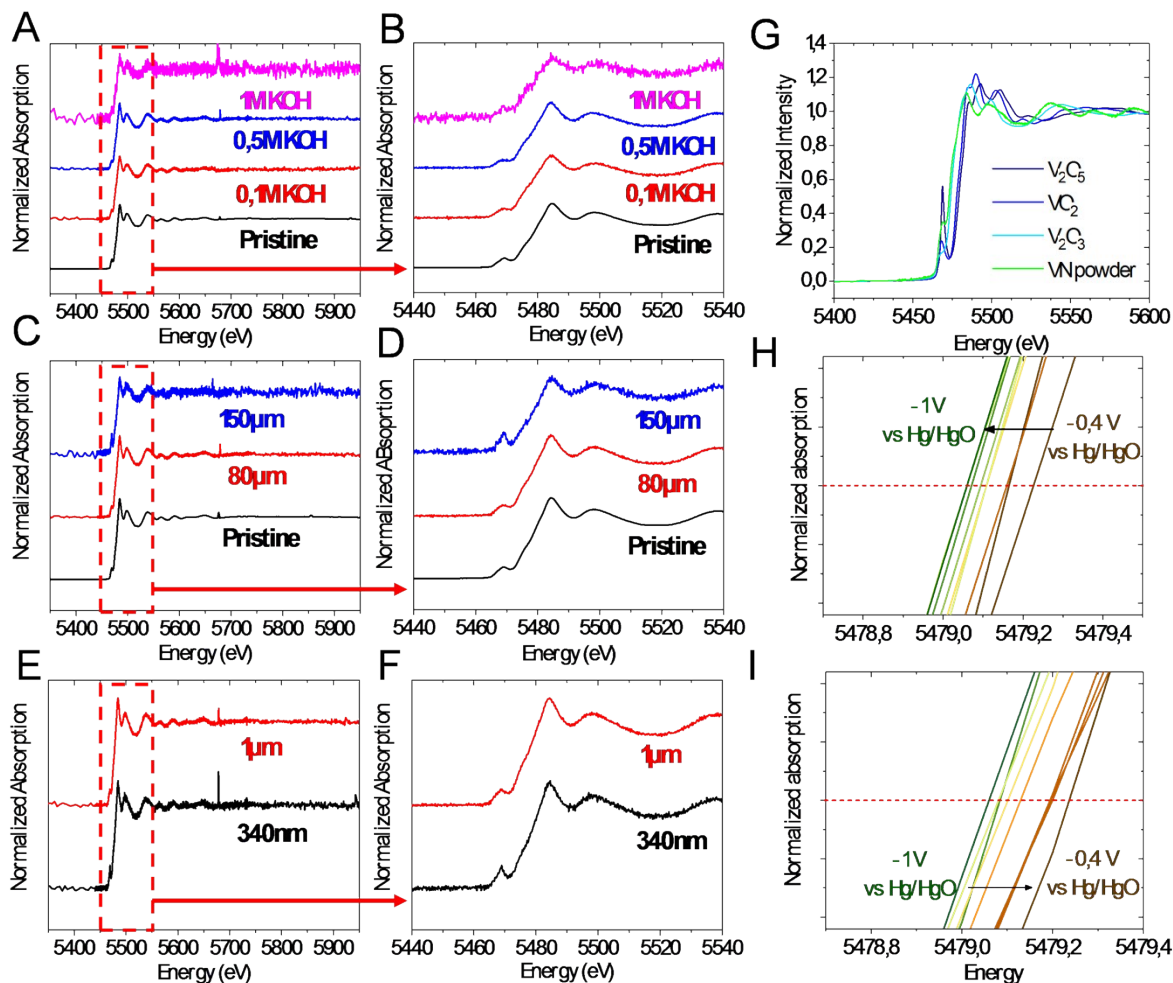 A
Normalized Absorption
1MKOH
0,5MKOH
0,1MKOH
Pristine
5400 5500 5600 5700 5800 5900
Energy (eV)
B
Normalized Absorption
1MKOH
0,5MKOH
0,1MKOH
Pristine
5440 5460 5480 5500 5520 5540
Energy (eV)
C
Normalized Absorption
150µm
80µm
Pristine
5400 5500 5600 5700 5800 5900
Energy (eV)
D
Normalized ABsoprtion
150µm
80µm
Pristine
5440 5460 5480 5500 5520 5540
Energy (eV)
E
Normalized Absorption
1µm
340nm
5400 5500 5600 5700 5800 5900
Energy (eV)
F
Normalized Absorption
1µm
340nm
5440 5460 5480 5500 5520 5540
Energy (eV)
G
Normalized Intensity
14
12
10
0,8
0,6
0,4
0,2
0,0
V₂C₅
VC₂
V₂C₃
VN powder
5400 5450 5500 5550 5600
Energy (eV)
H
Normalized absorption
-1V
vs Hg/HgO
-0,4 V
vs Hg/HgO
5478,8 5479,0 5479,2 5479,4
I
Normalized absorption
-1V
vs Hg/HgO
-0,4 V
vs Hg/HgO
5478,8 5479,0 5479,2 5479,4
Energy